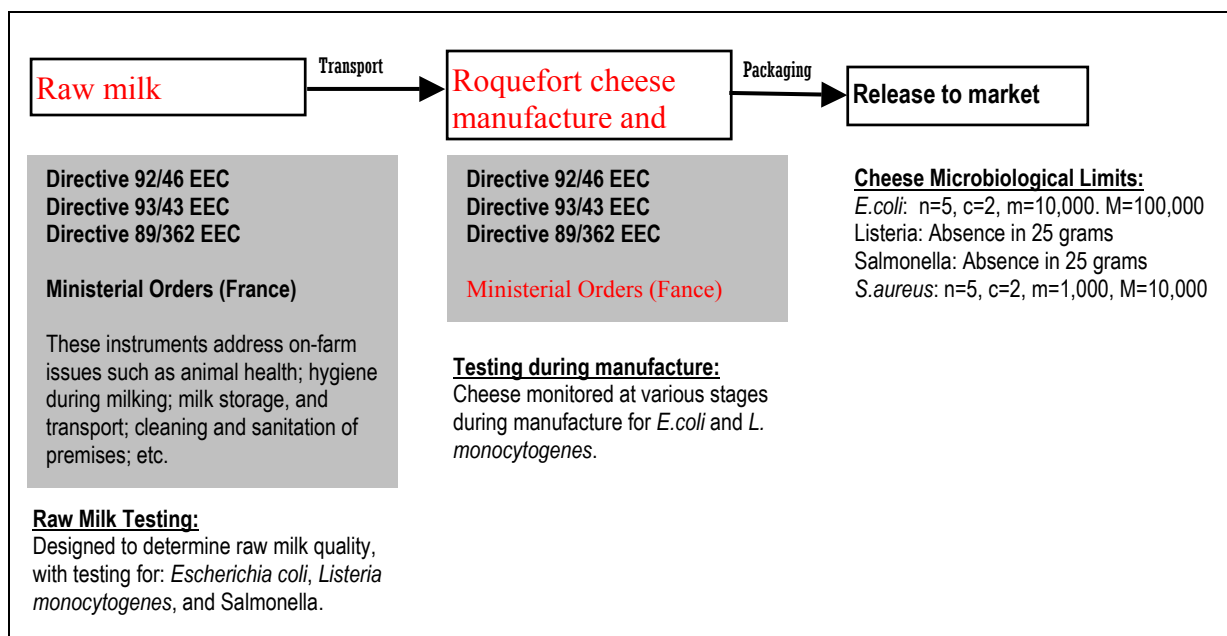 Raw milk
Transport
Roquefort cheese
manufacture and
Packaging
Release to market
Directive 92/46 EEC
Directive 93/43 EEC
Directive 89/362 EEC
Ministerial Orders (France)
These instruments address on-farm
issues such as animal health; hygiene
during milking; milk storage, and
transport; cleaning and sanitation of
premises; etc.
Raw Milk Testing:
Designed to determine raw milk quality,
with testing for: Escherichia coli, Listeria
monocytogenes, and Salmonella.
Directive 92/46 EEC
Directive 93/43 EEC
Directive 89/362 EEC
Ministerial Orders (Fance)
Testing during manufacture:
Cheese monitored at various stages
during manufacture for E.coli and L.
monocytogenes.
Cheese Microbiological Limits:
E.coli: n=5, c=2, m=10,000. M=100,000
Listeria: Absence in 25 grams
Salmonella: Absence in 25 grams
S.aureus: n=5, c=2, m=1,000, M=10,000